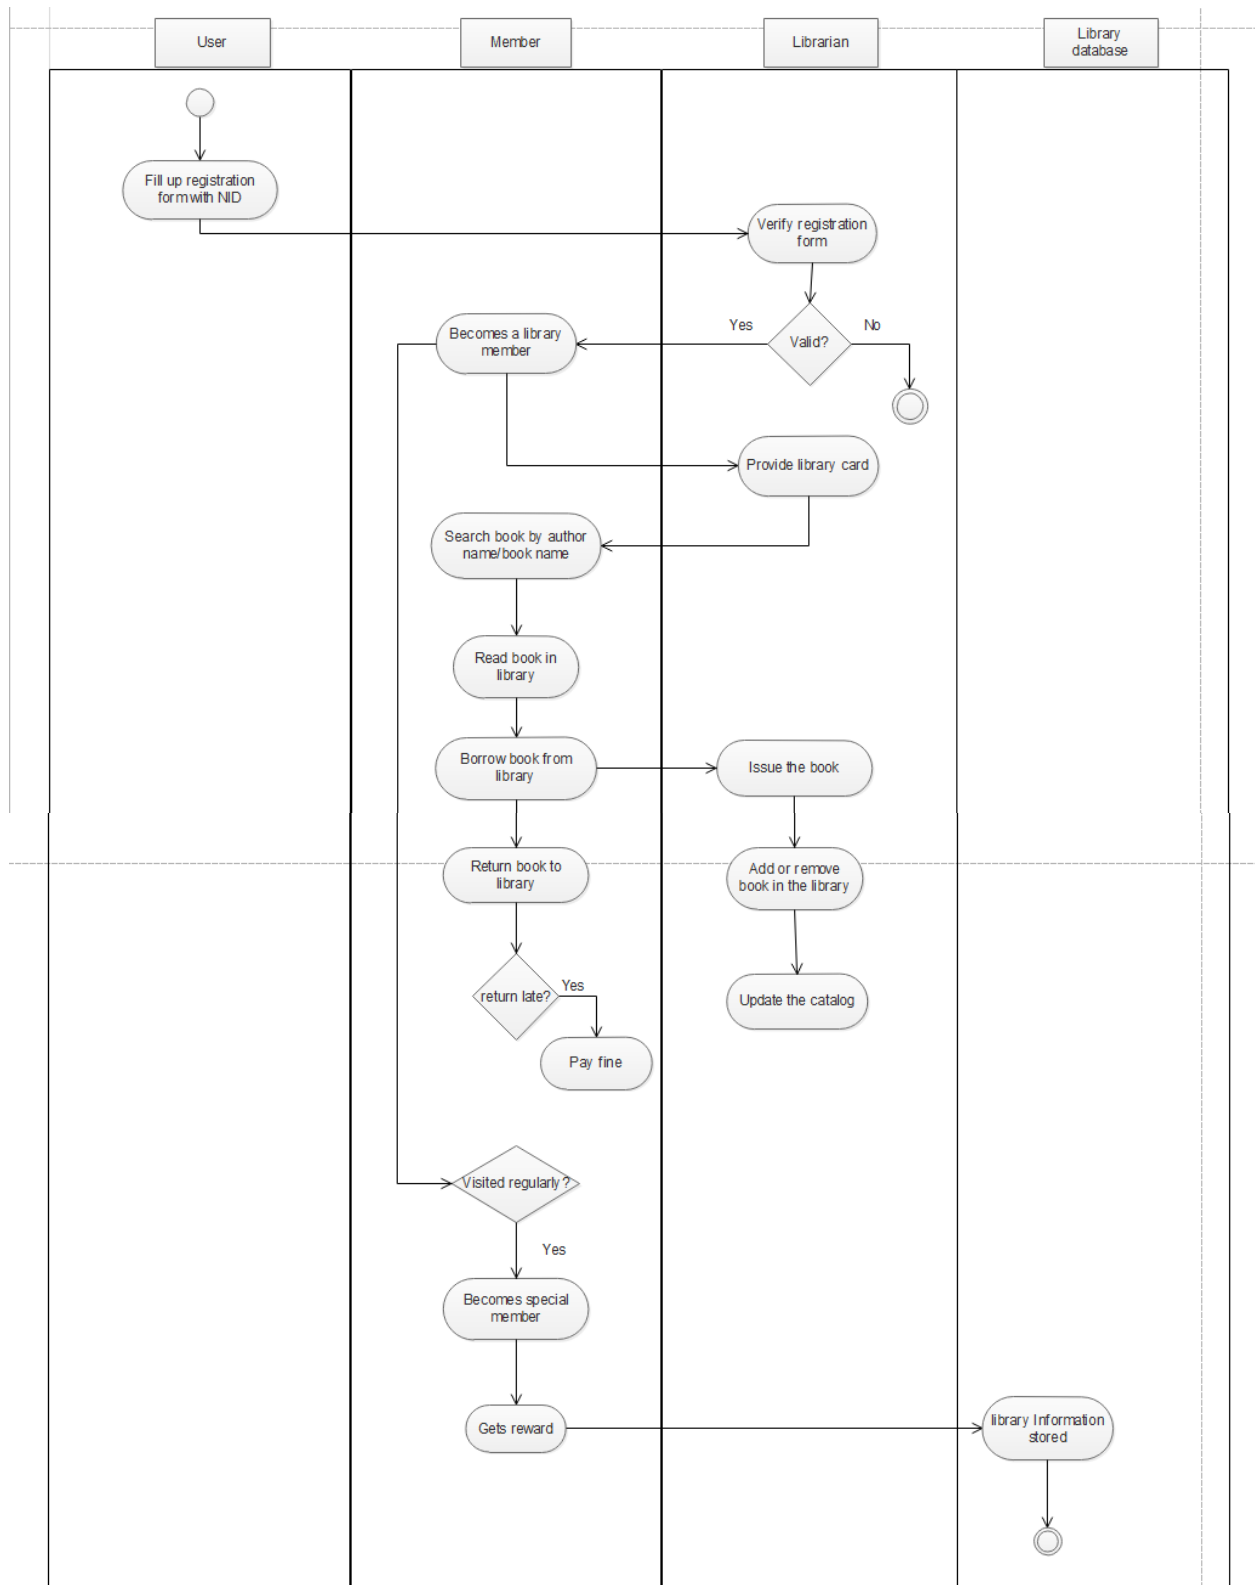 User
Member
Librarian
Library
database
Fill up registration
form with NID
Verify registration
form
Yes
No
Becomes a library
member
Valid?
Provide library card
Search book by author
name/book name
Read book in
library
Borrow book from
library
Issue the book
Return book to
library
Add or remove
book in the library
return late?
Yes
Update the catalog
Pay fine
Visited regularly?
Yes
Becomes special
member
Gets reward
library Information
stored